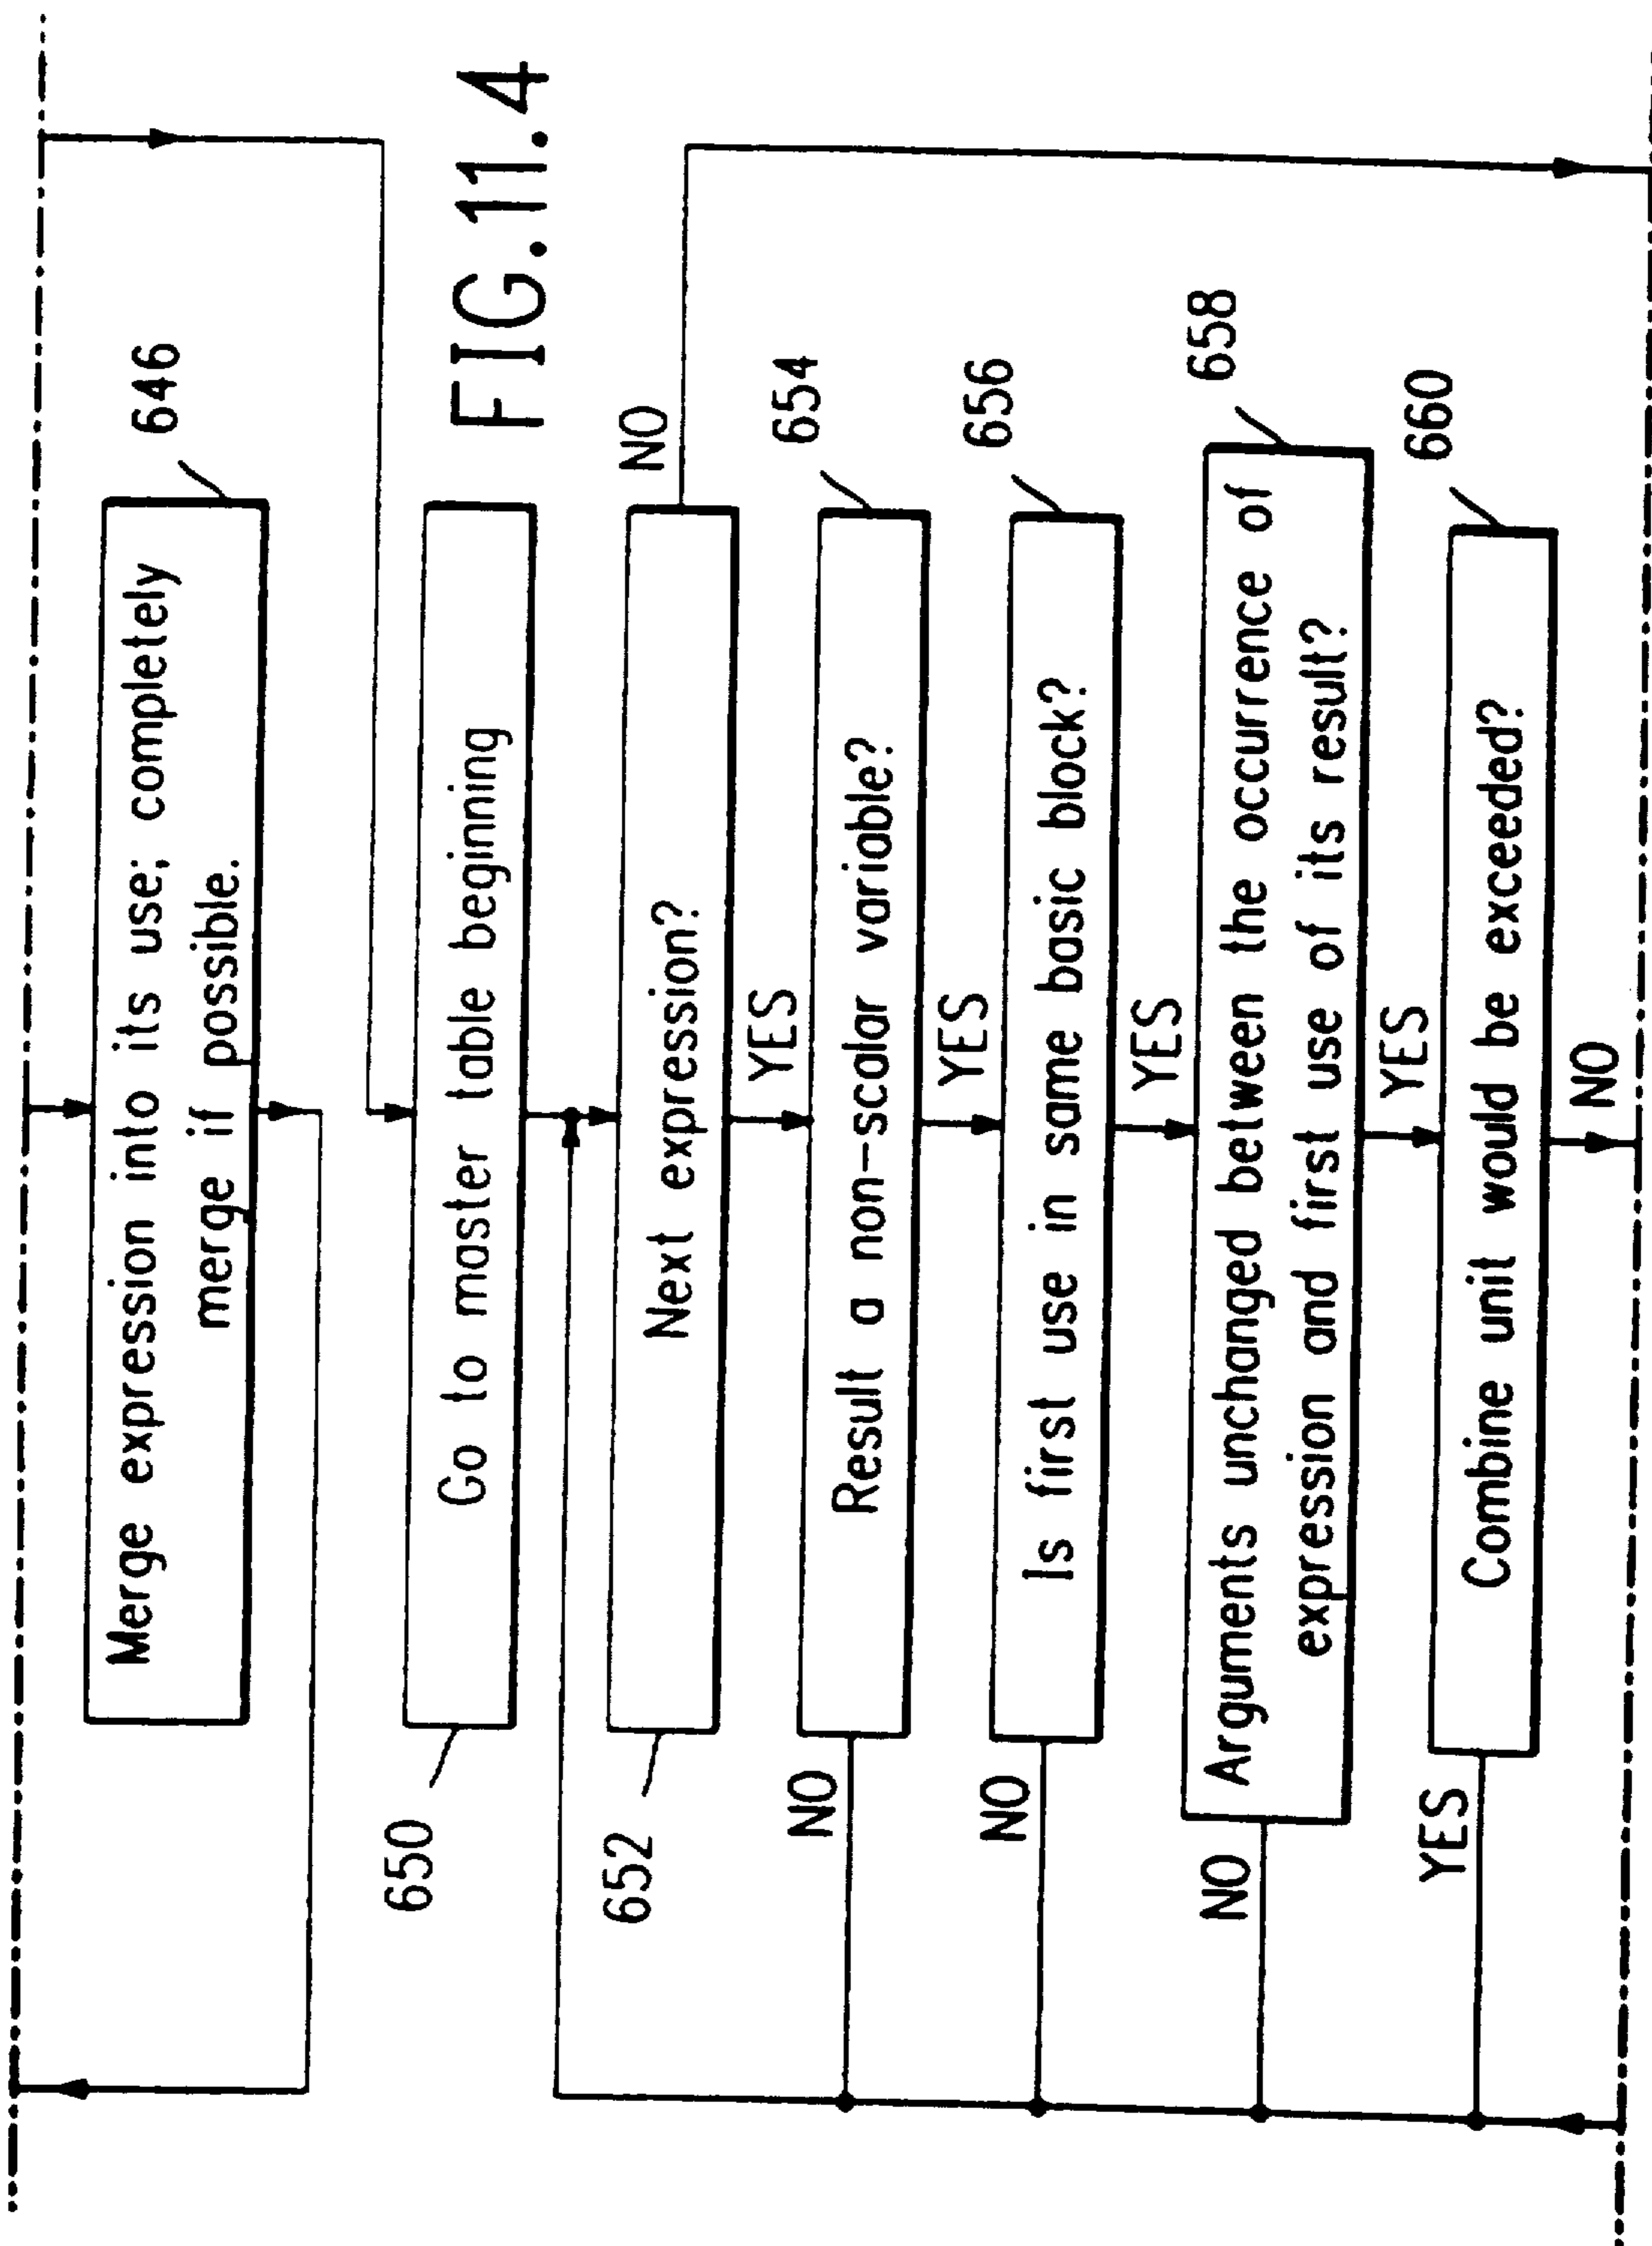 646
Merge expression into its use; completely
merge if possible.
FIG.11.4
650
Go to master table beginning
652
Next expression?
NO
YES
654
Result a non-scalar variable?
NO
YES
656
Is first use in same basic block?
NO
YES
658
Arguments unchanged between the occurrence of
expression and first use of its result?
NO
YES
660
Combine unit would be exceeded?
YES
NO